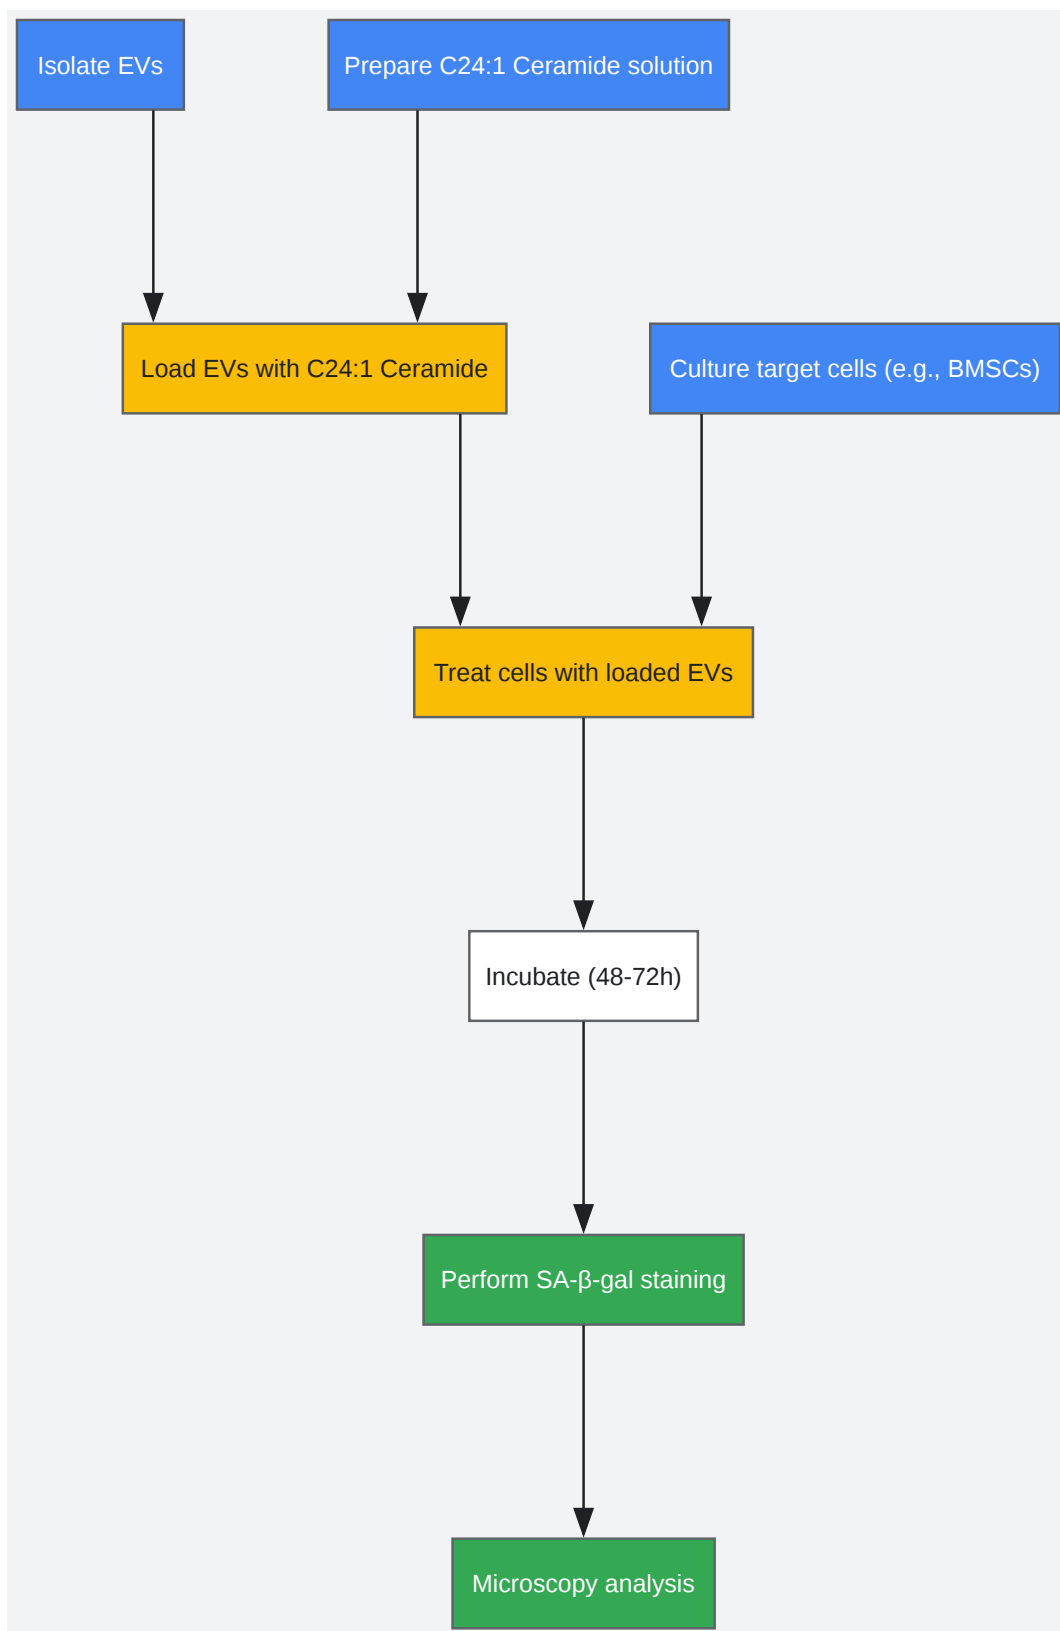 Isolate EVs
Prepare C24:1 Ceramide solution
Load EVs with C24:1 Ceramide
Culture target cells (e.g., BMSCs)
Treat cells with loaded EVs
Incubate (48-72h)
Perform SA-β-gal staining
Microscopy analysis